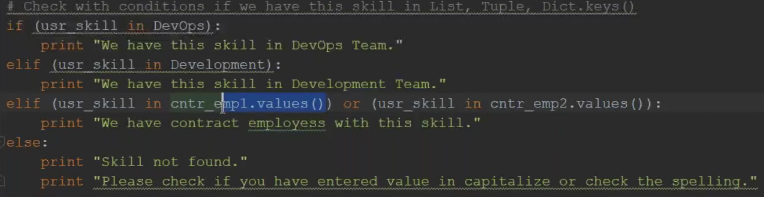 # Check with conditions if we have this skill in List, Tuple, Dict.keys()
if (usr_skill in DevOps):
    print "We have this skill in DevOps Team."
elif (usr_skill in Development):
    print "We have this skill in Development Team."
elif (usr_skill in cntr_emp1.values()) or (usr_skill in cntr_emp2.values()):
    print "We have contract employess with this skill."
else:
    print "Skill not found."
    print "Please check if you have entered value in capitalize or check the spelling."